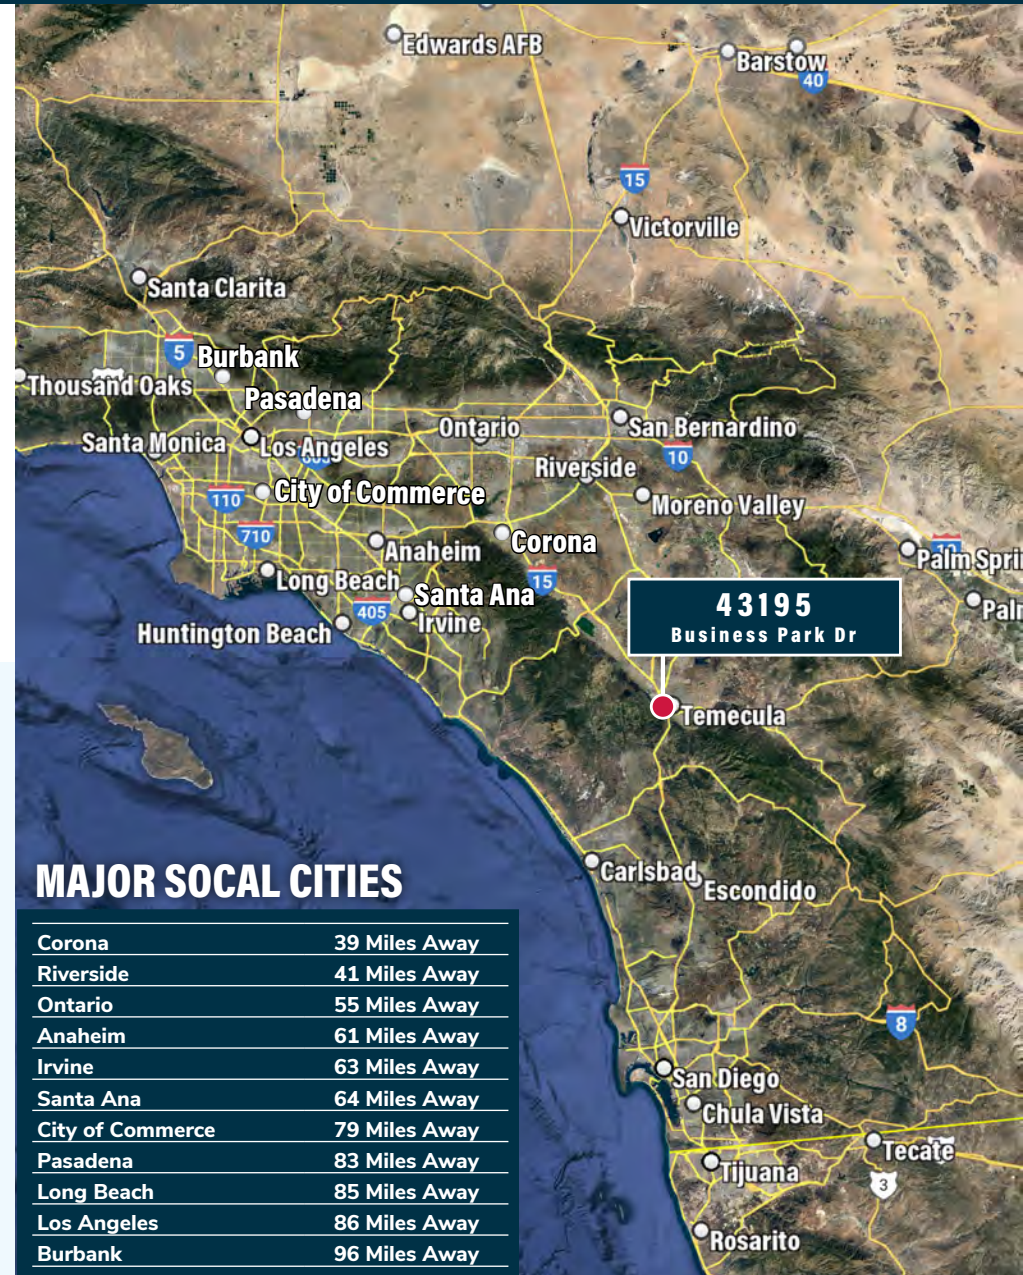 Edwards AFB
Barstow
40
15
Victorville
Santa Clarita
5
Burbank
Thousand Oaks
Pasadena
Santa Monica
Los Angeles
Ontario
San Bernardino
10
Riverside
110
City of Commerce
Moreno Valley
710
Anaheim
Corona
10
Palm Spri
Long Beach
15
Santa Ana
405
Irvine
Huntington Beach
43195
Business Park Dr
Temecula
Carlsbad
Escondido
8
San Diego
Chula Vista
Tecate
Tijuana
3
Rosarito
MAJOR SOCAL CITIES
Corona 39 Miles Away
Riverside 41 Miles Away
Ontario 55 Miles Away
Anaheim 61 Miles Away
Irvine 63 Miles Away
Santa Ana 64 Miles Away
City of Commerce 79 Miles Away
Pasadena 83 Miles Away
Long Beach 85 Miles Away
Los Angeles 86 Miles Away
Burbank 96 Miles Away